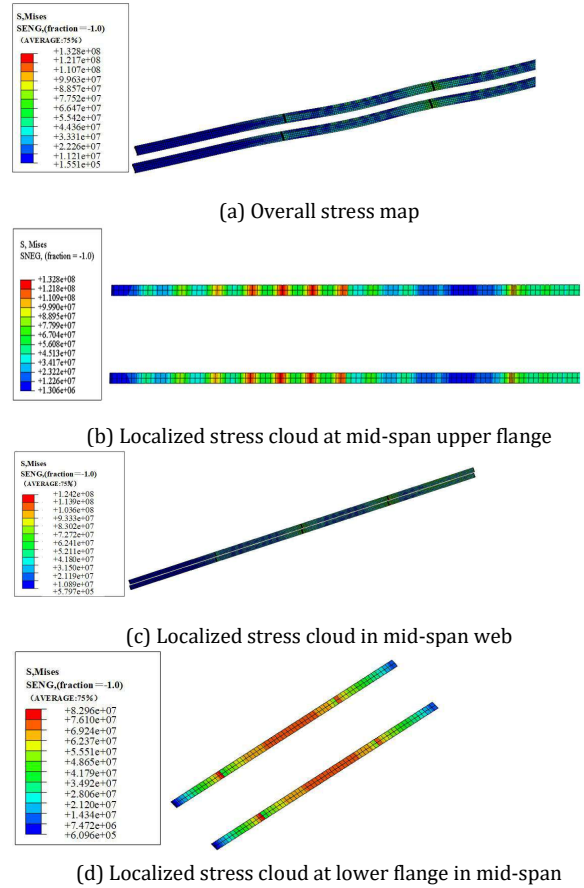 S,Mises
SENG,(fraction=-1.0)
(AVERAGE:75%)
+1.328e+08
+1.217e+08
+1.107e+08
+9.963e+07
+8.857e+07
+7.752e+07
+6.647e+07
+5.542e+07
+4.436e+07
+3.331e+07
+2.226e+07
+1.121e+07
+1.551e+05
(a) Overall stress map
S, Mises
SNEG, (fraction = -1.0)
+1.328e+08
+1.218e+08
+1.109e+08
+9.990e+07
+8.895e+07
+7.799e+07
+6.704e+07
+5.608e+07
+4.513e+07
+3.417e+07
+2.322e+07
+1.226e+07
+1.306e+06
(b) Localized stress cloud at mid-span upper flange
S,Mises
SENG,(fraction=-1.0)
(AVERAGE:75%)
+1.242e+08
+1.139e+08
+1.036e+08
+9.333e+07
+8.302e+07
+7.272e+07
+6.241e+07
+5.211e+07
+4.180e+07
+3.150e+07
+2.119e+07
+1.089e+07
+5.797e+05
(c) Localized stress cloud in mid-span web
S,Mises
SENG,(fraction=-1.0)
(AVERAGE:75%)
+8.296e+07
+7.610e+07
+6.924e+07
+6.237e+07
+5.551e+07
+4.865e+07
+4.179e+07
+3.492e+07
+2.806e+07
+2.120e+07
+1.434e+07
+7.472e+06
+6.096e+05
(d) Localized stress cloud at lower flange in mid-span